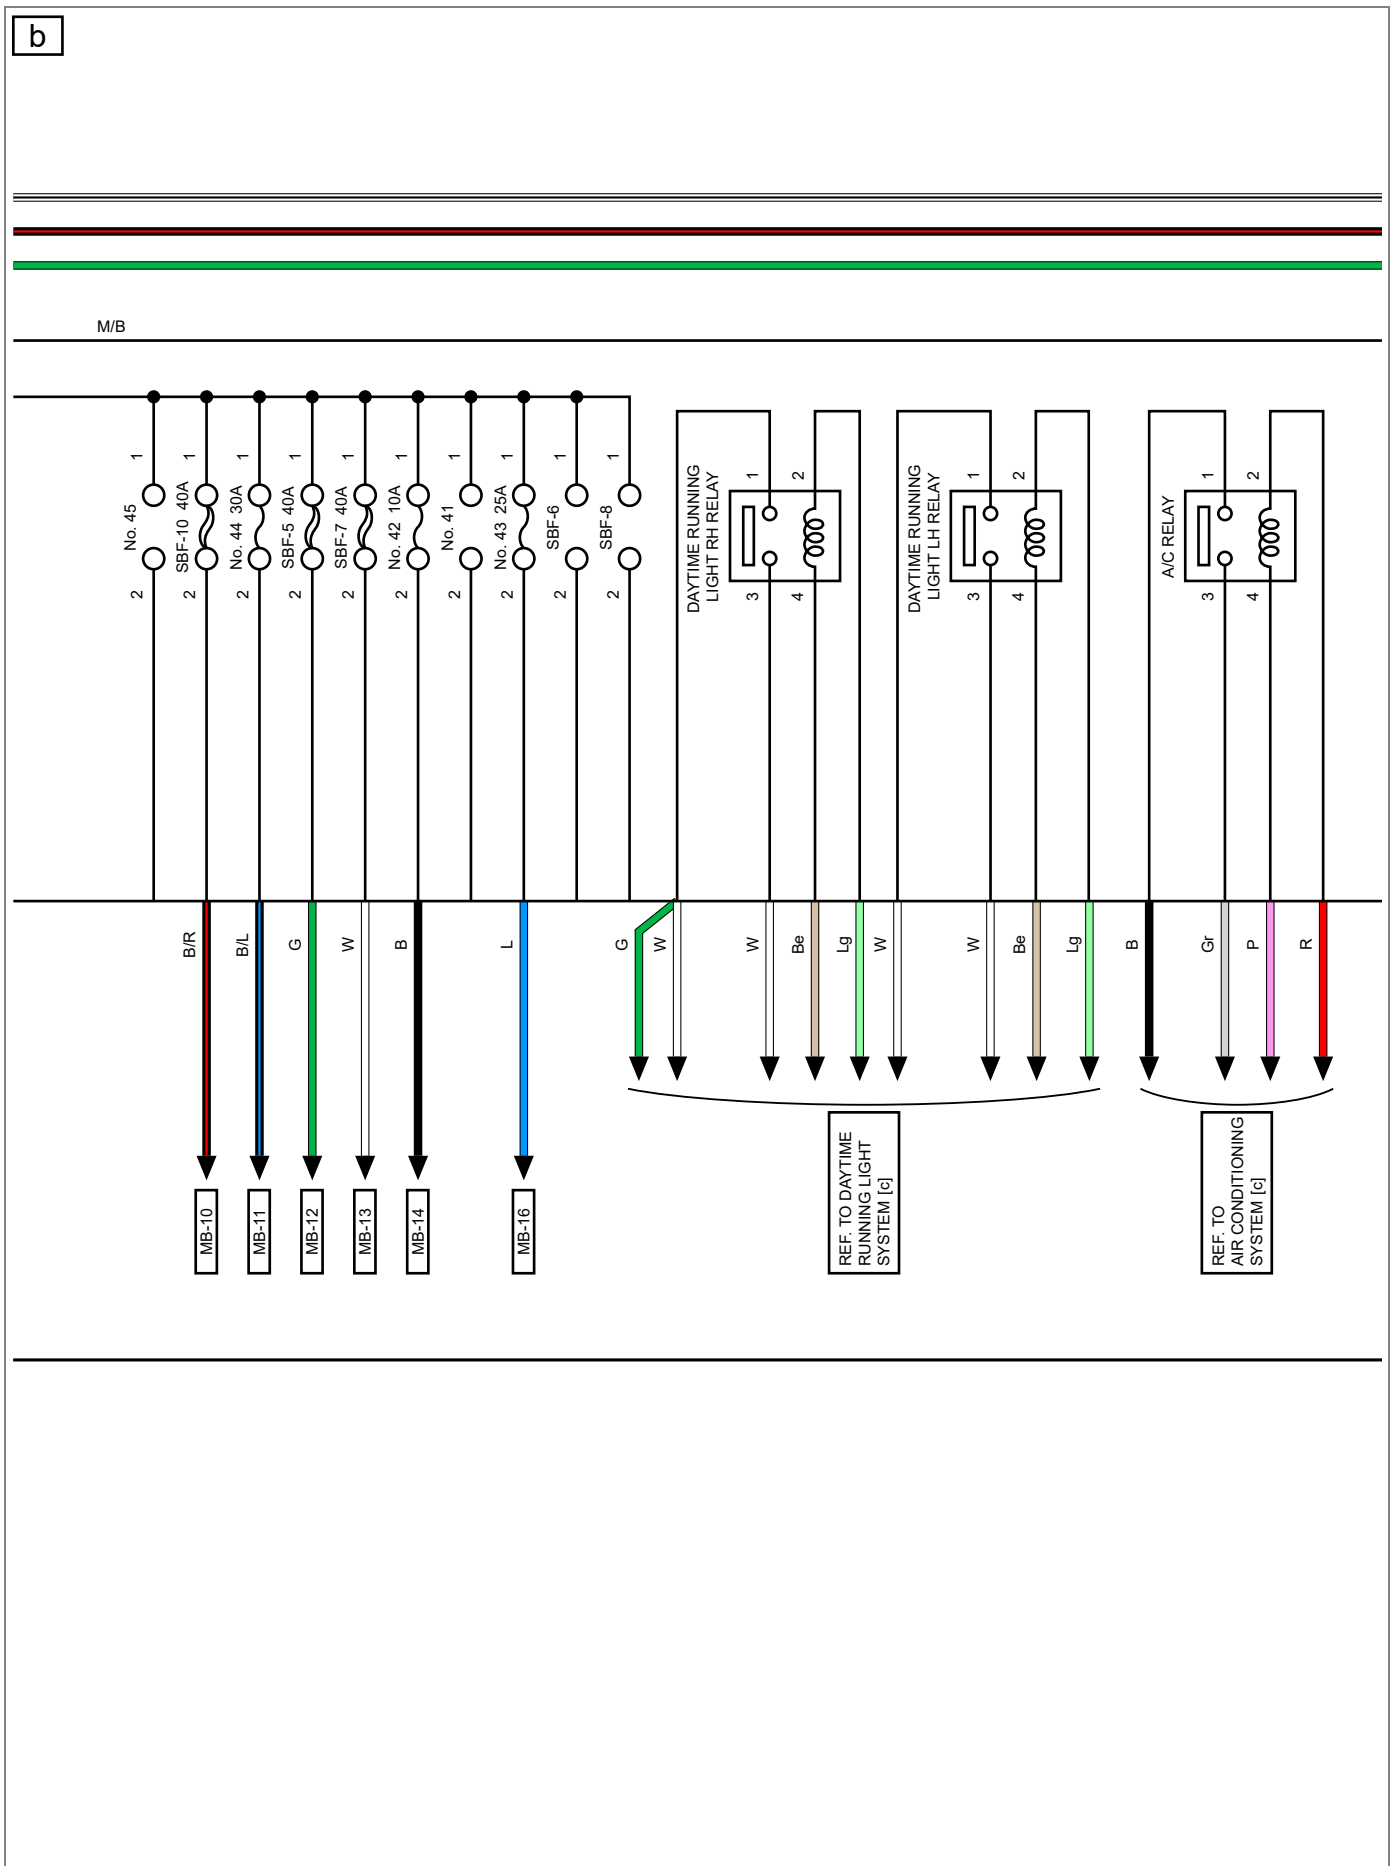 b
M/B
1
1
1
1
1
1
1
1
1
1
No. 45
SBF-10 40A
No. 44 30A
SBF-5 40A
SBF-7 40A
No. 42 10A
No. 41
No. 43 25A
SBF-6
SBF-8
2
2
2
2
2
2
2
2
2
2
DAYTIME RUNNING
LIGHT RH RELAY
1
2
3
4
DAYTIME RUNNING
LIGHT LH RELAY
1
2
3
4
A/C RELAY
1
2
3
4
B/R
B/L
G
W
B
L
G
W
W
Be
Lg
W
W
Be
Lg
B
Gr
P
R
MB-10
MB-11
MB-12
MB-13
MB-14
MB-16
REF. TO DAYTIME
RUNNING LIGHT
SYSTEM [c]
REF. TO
AIR CONDITIONING
SYSTEM [c]